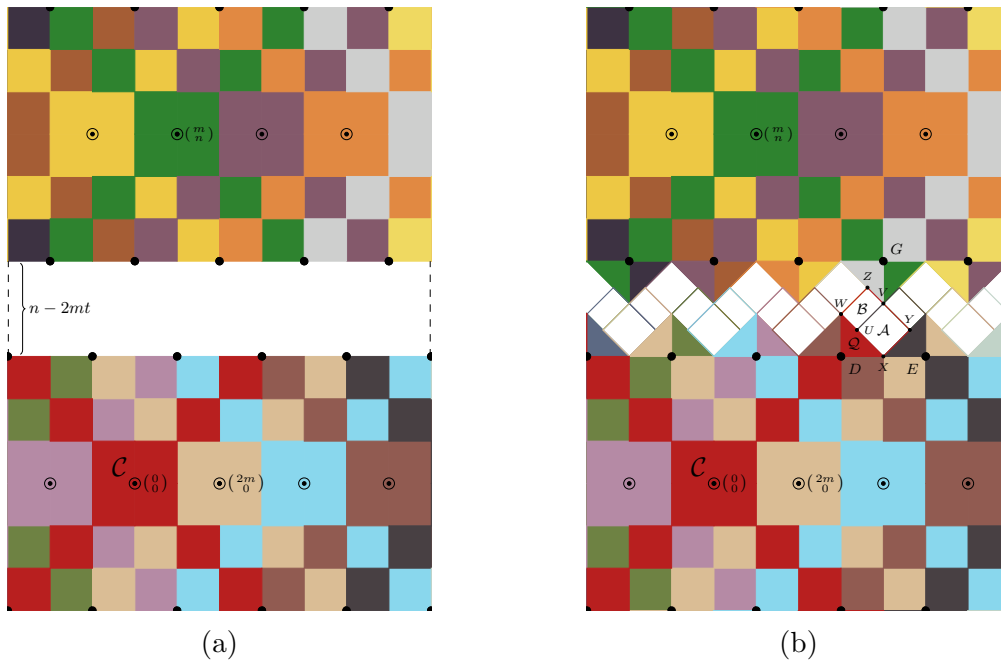 (m n)
(m n)
G
n − 2mt
Z
V
W
B
Y
U A
Q
D X E
C (0 0) (2m 0)
C (0 0) (2m 0)
(a)
(b)